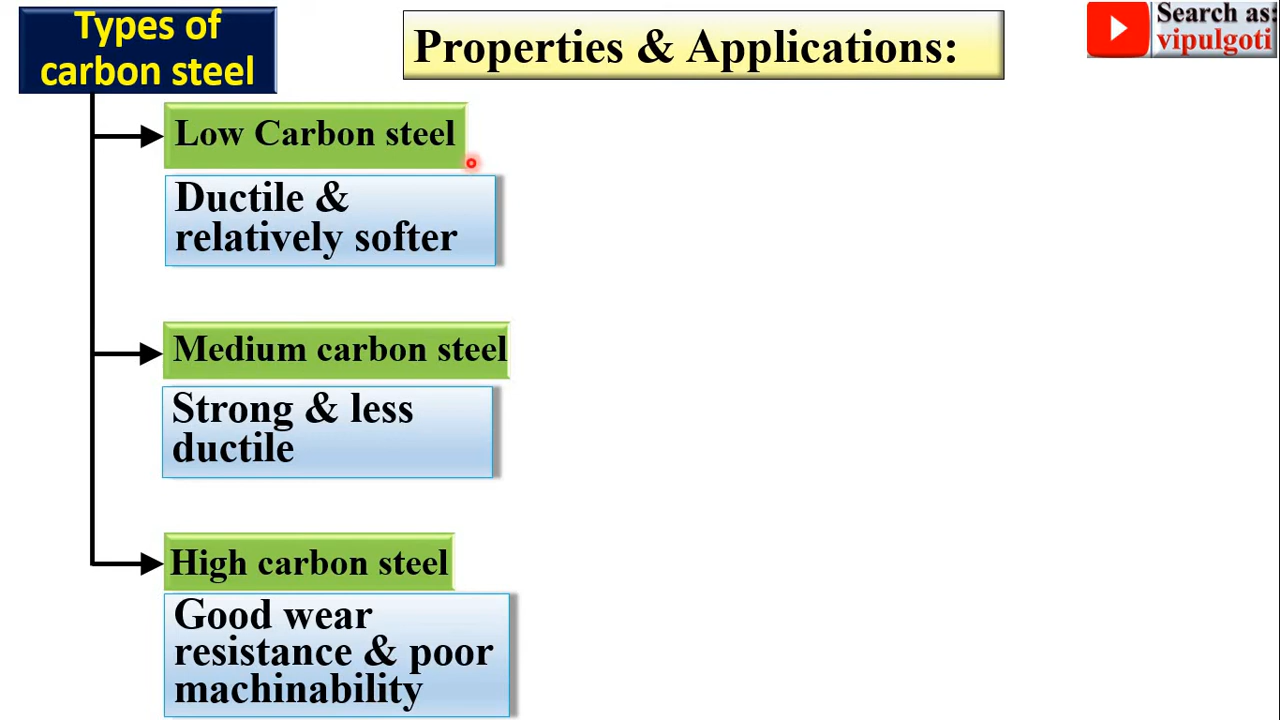 Types of
carbon steel
Properties & Applications:
Search as:
vipulgoti
Low Carbon steel
Ductile &
relatively softer
Medium carbon steel
Strong & less
ductile
High carbon steel
Good wear
resistance & poor
machinability